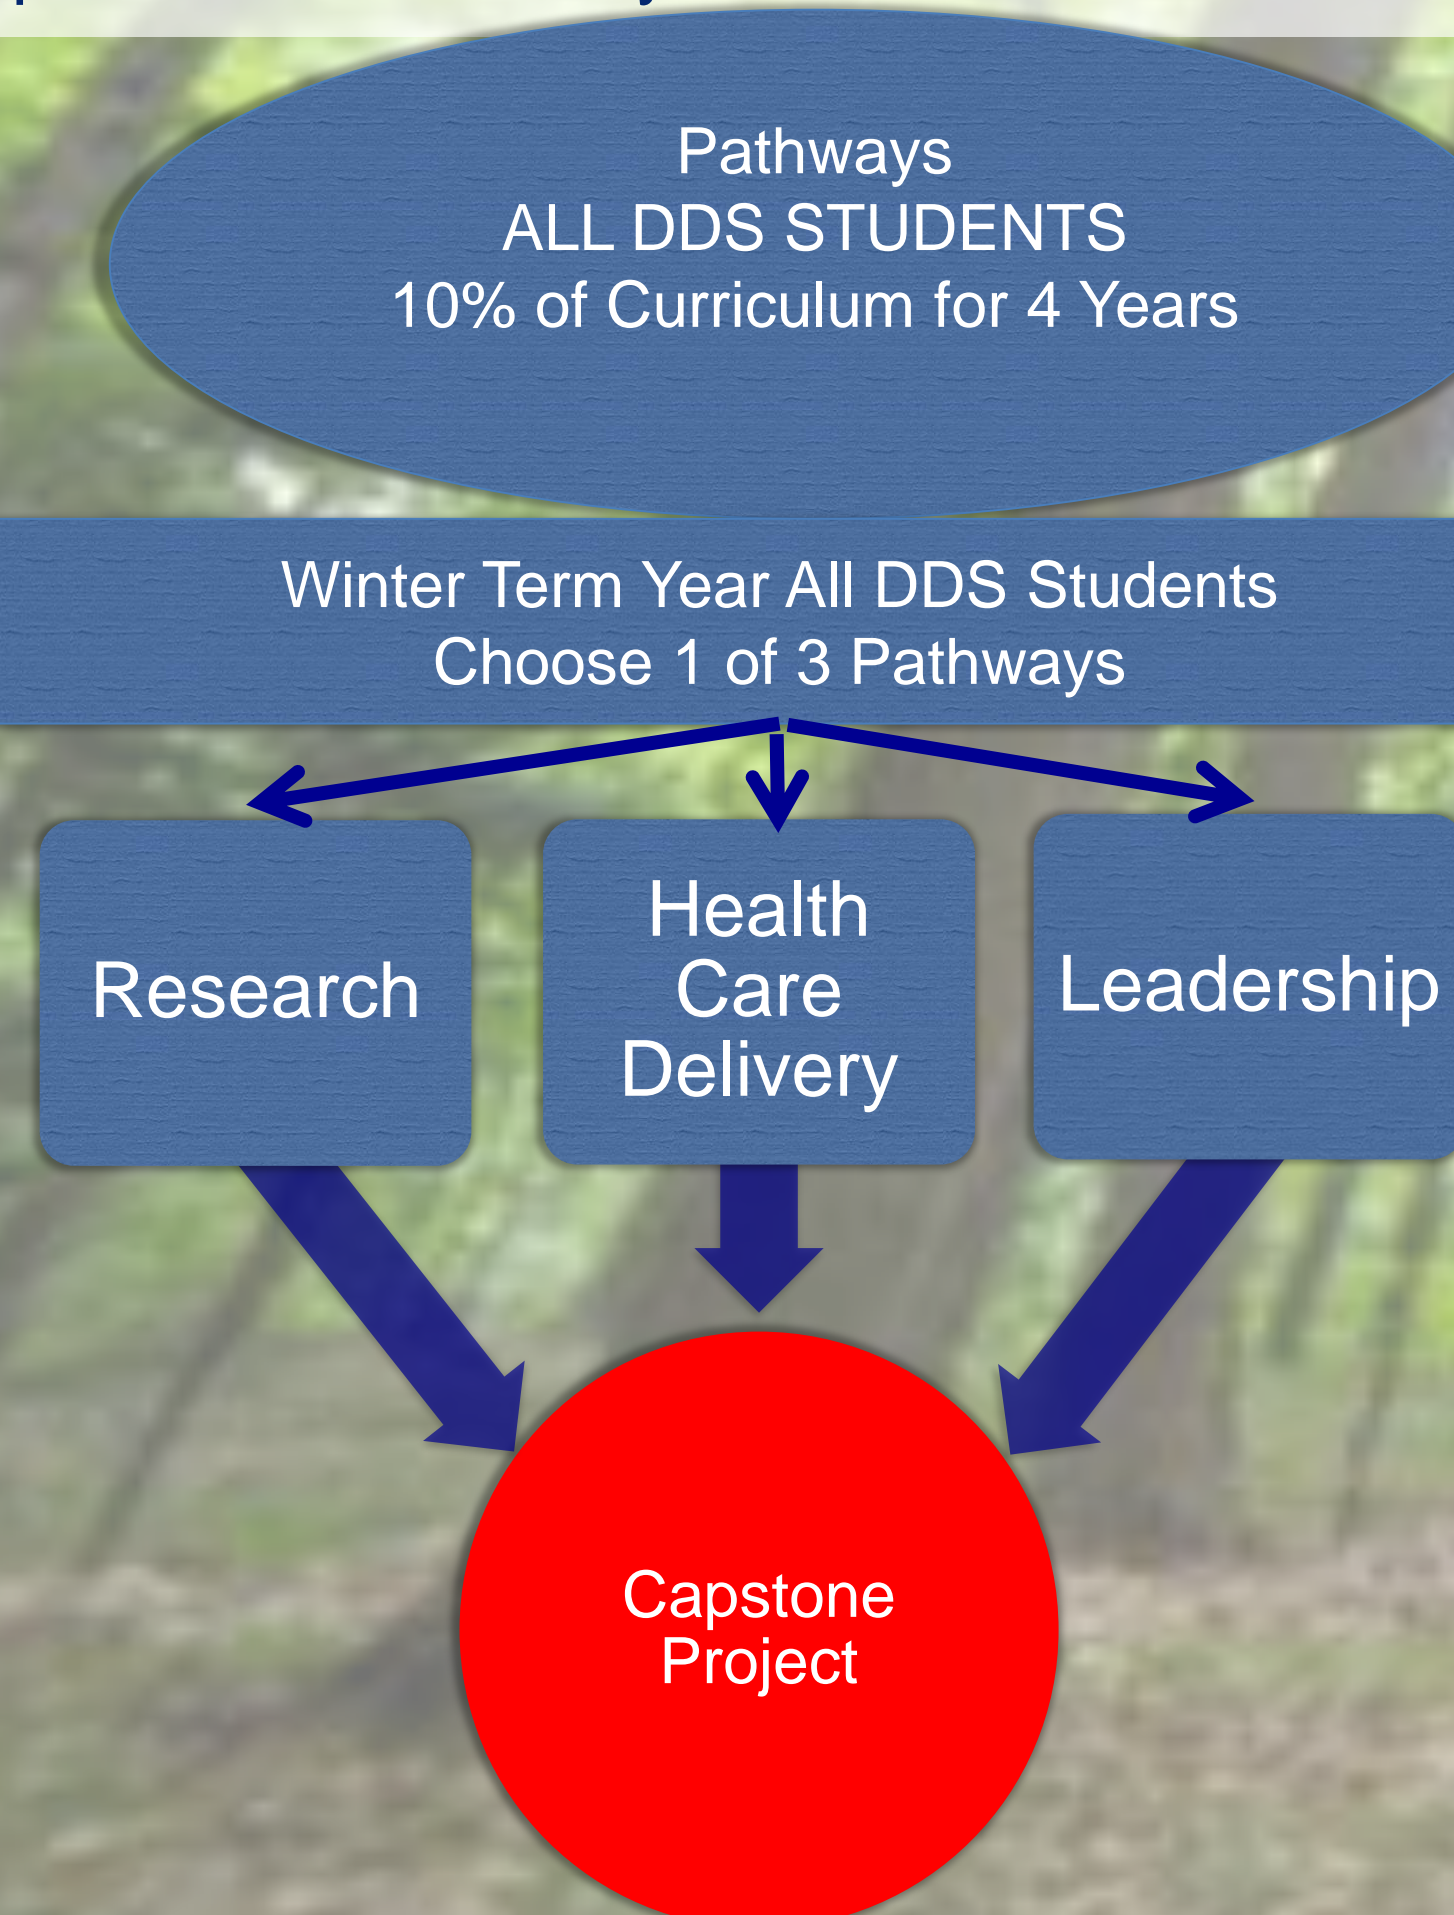 Pathways
ALL DDS STUDENTS
10% of Curriculum for 4 Years
Winter Term Year All DDS Students
Choose 1 of 3 Pathways
Research
Health
Care
Delivery
Leadership
Capstone
Project